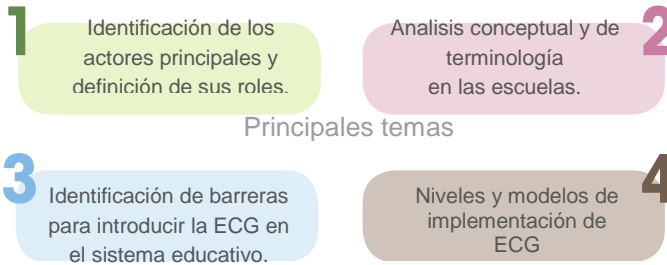 1
Identificación de los
actores principales y
definición de sus roles.
2
Analisis conceptual y de
terminología
en las escuelas.
Principales temas
3
Identificación de barreras
para introducir la ECG en
el sistema educativo.
4
Niveles y modelos de
implementación de
ECG